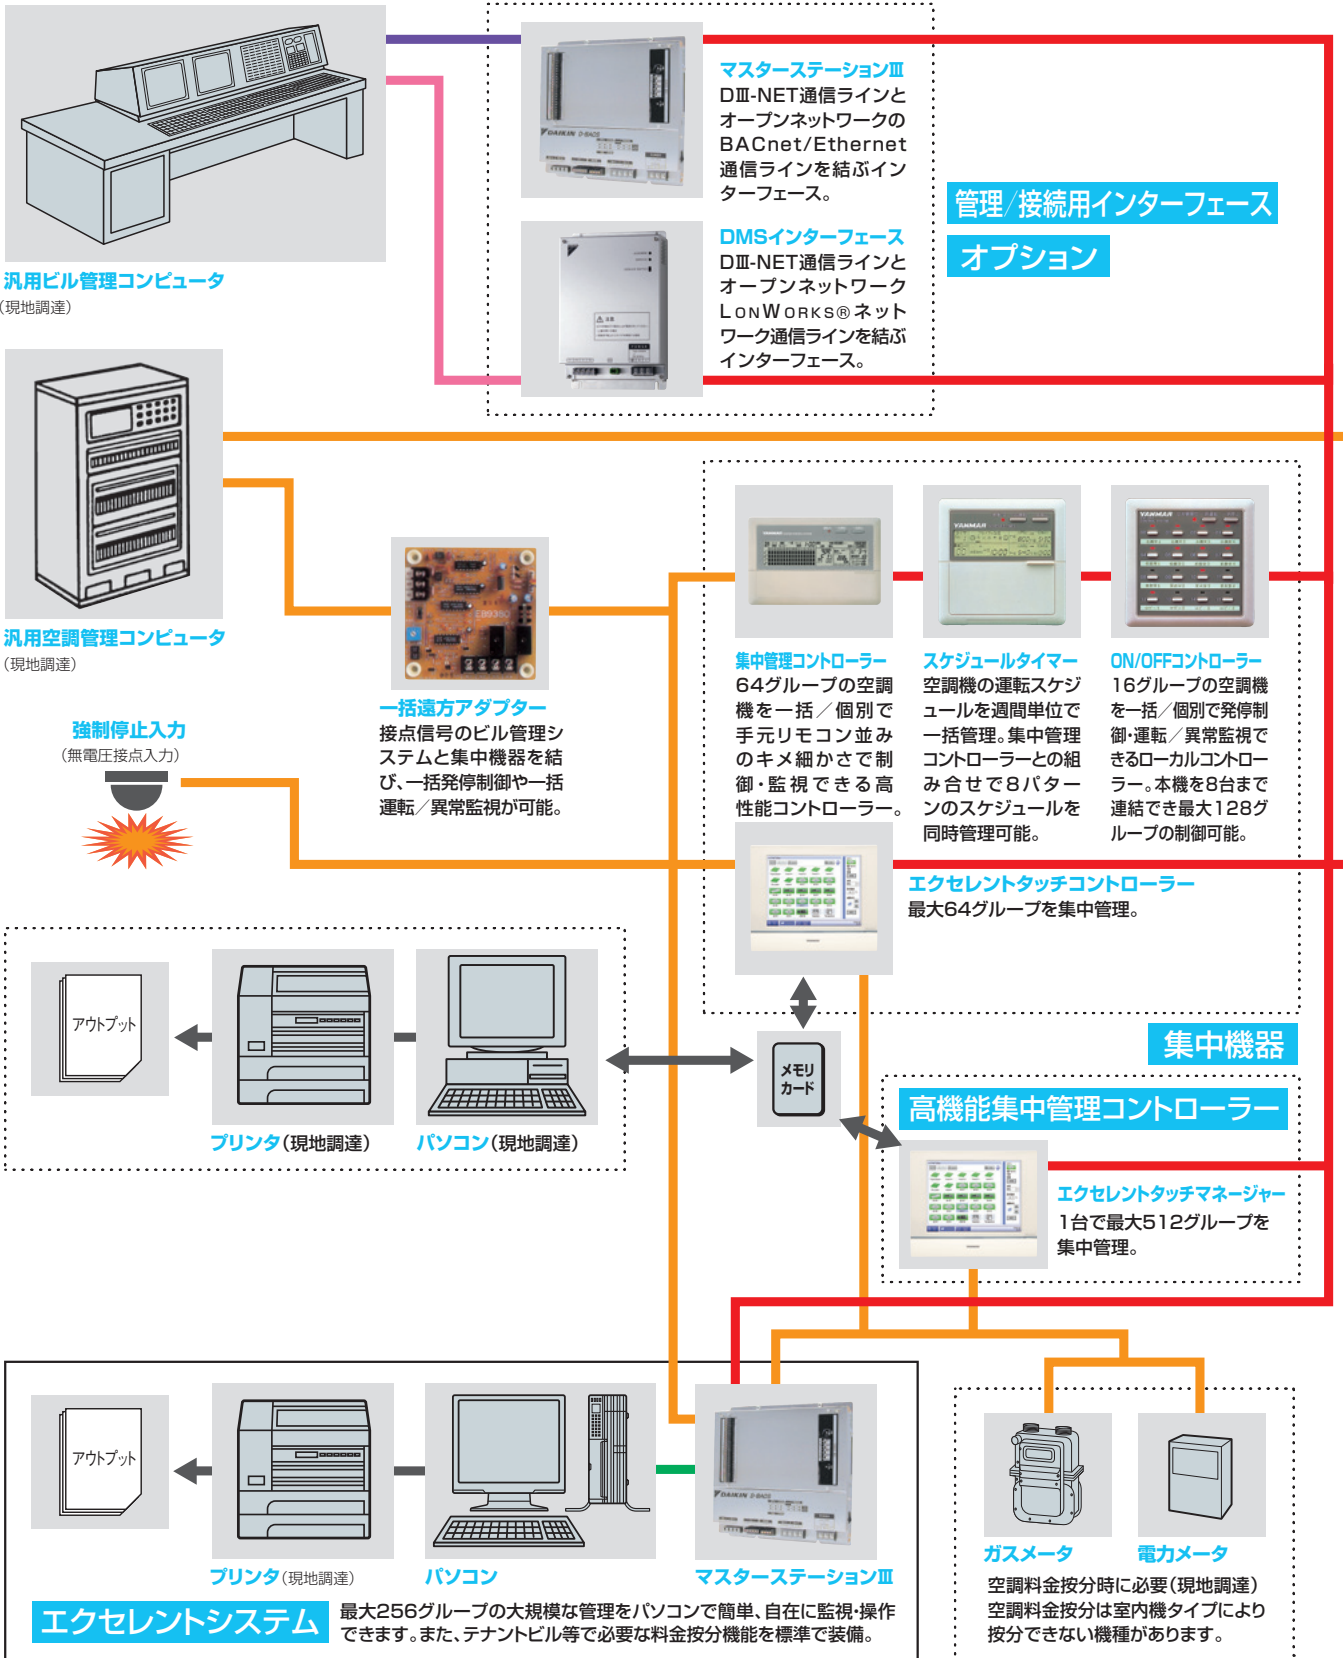 マスターステーションⅢ
DⅢ-NET通信ラインと
オープンネットワークの
BACnet/Ethernet
通信ラインを結ぶイン
ターフェース。
DAIKIN D-BACS
管理/接続用インターフェース
オプション
DMSインターフェース
DⅢ-NET通信ラインと
オープンネットワーク
LONWORKS®ネット
ワーク通信ラインを結ぶ
インターフェース。
注意
汎用ビル管理コンピュータ
(現地調達)
汎用空調管理コンピュータ
(現地調達)
EB9380
一括遠方アダプター
接点信号のビル管理シ
ステムと集中機器を結
び、一括発停制御や一括
運転／異常監視が可能。
強制停止入力
(無電圧接点入力)
YANMAR
YANMAR
YANMAR
集中管理コントローラー
64グループの空調
機を一括／個別で
手元リモコン並み
のキメ細かさで制
御・監視できる高
性能コントローラー。
スケジュールタイマー
空調機の運転スケジ
ュールを週間単位で
一括管理。集中管理
コントローラーとの組
み合せで8パター
ンのスケジュールを
同時管理可能。
ON/OFFコントローラー
16グループの空調機
を一括／個別で発停制
御・運転／異常監視で
きるローカルコントロー
ラー。本機を8台まで
連結でき最大128グ
ループの制御可能。
エクセレントタッチコントローラー
最大64グループを集中管理。
集中機器
アウトプット
プリンタ(現地調達)
パソコン(現地調達)
メモリ
カード
高機能集中管理コントローラー
エクセレントタッチマネージャー
1台で最大512グループを
集中管理。
アウトプット
プリンタ(現地調達)
パソコン
DAIKIN D-BACS
マスターステーションⅢ
エクセレントシステム
最大256グループの大規模な管理をパソコンで簡単、自在に監視・操作
できます。また、テナントビル等で必要な料金按分機能を標準で装備。
ガスメータ
電力メータ
空調料金按分時に必要(現地調達)
空調料金按分は室内機タイプにより
按分できない機種があります。